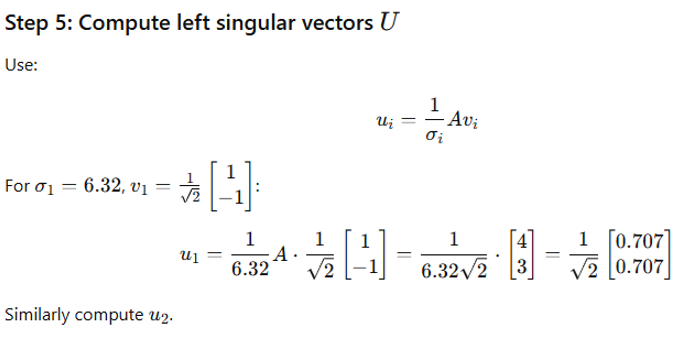 Step 5: Compute left singular vectors U
Use:
u_i = \frac{1}{\sigma_i} A v_i
For σ₁ = 6.32, v₁ = \frac{1}{\sqrt{2}} \begin{bmatrix} 1 \\ -1 \end{bmatrix}:
u_1 = \frac{1}{6.32} A \cdot \frac{1}{\sqrt{2}} \begin{bmatrix} 1 \\ -1 \end{bmatrix} = \frac{1}{6.32\sqrt{2}} \cdot \begin{bmatrix} 4 \\ 3 \end{bmatrix} = \frac{1}{\sqrt{2}} \begin{bmatrix} 0.707 \\ 0.707 \end{bmatrix}
Similarly compute u₂.